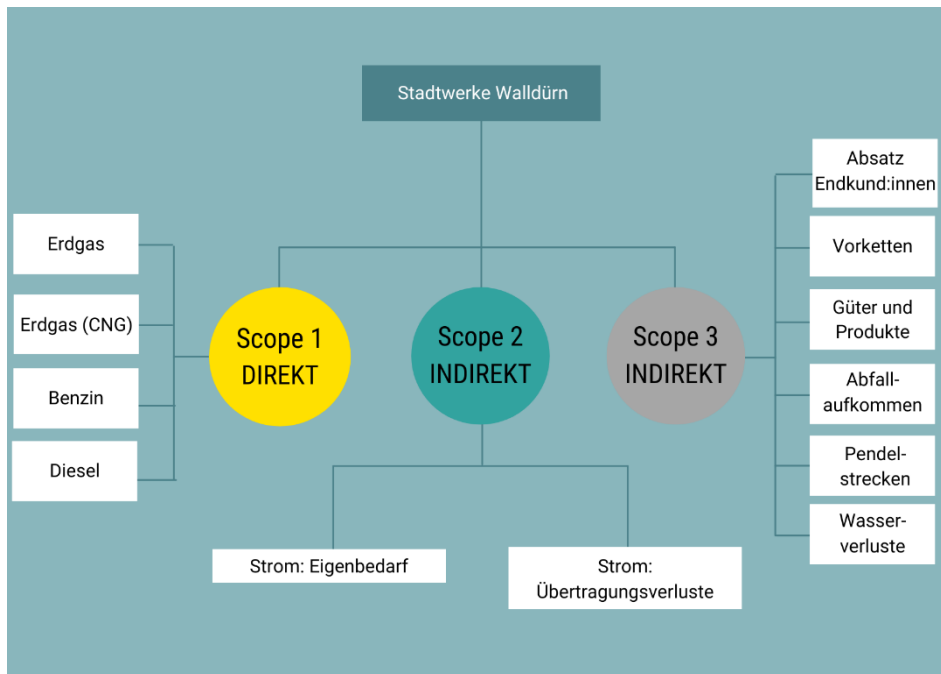 Stadtwerke Walldürn
Erdgas
Erdgas (CNG)
Benzin
Diesel
Scope 1
DIREKT
Scope 2
INDIREKT
Scope 3
INDIREKT
Absatz
Endkund:innen
Vorketten
Güter und
Produkte
Abfall-
aufkommen
Pendel-
strecken
Wasser-
verluste
Strom: Eigenbedarf
Strom:
Übertragungsverluste